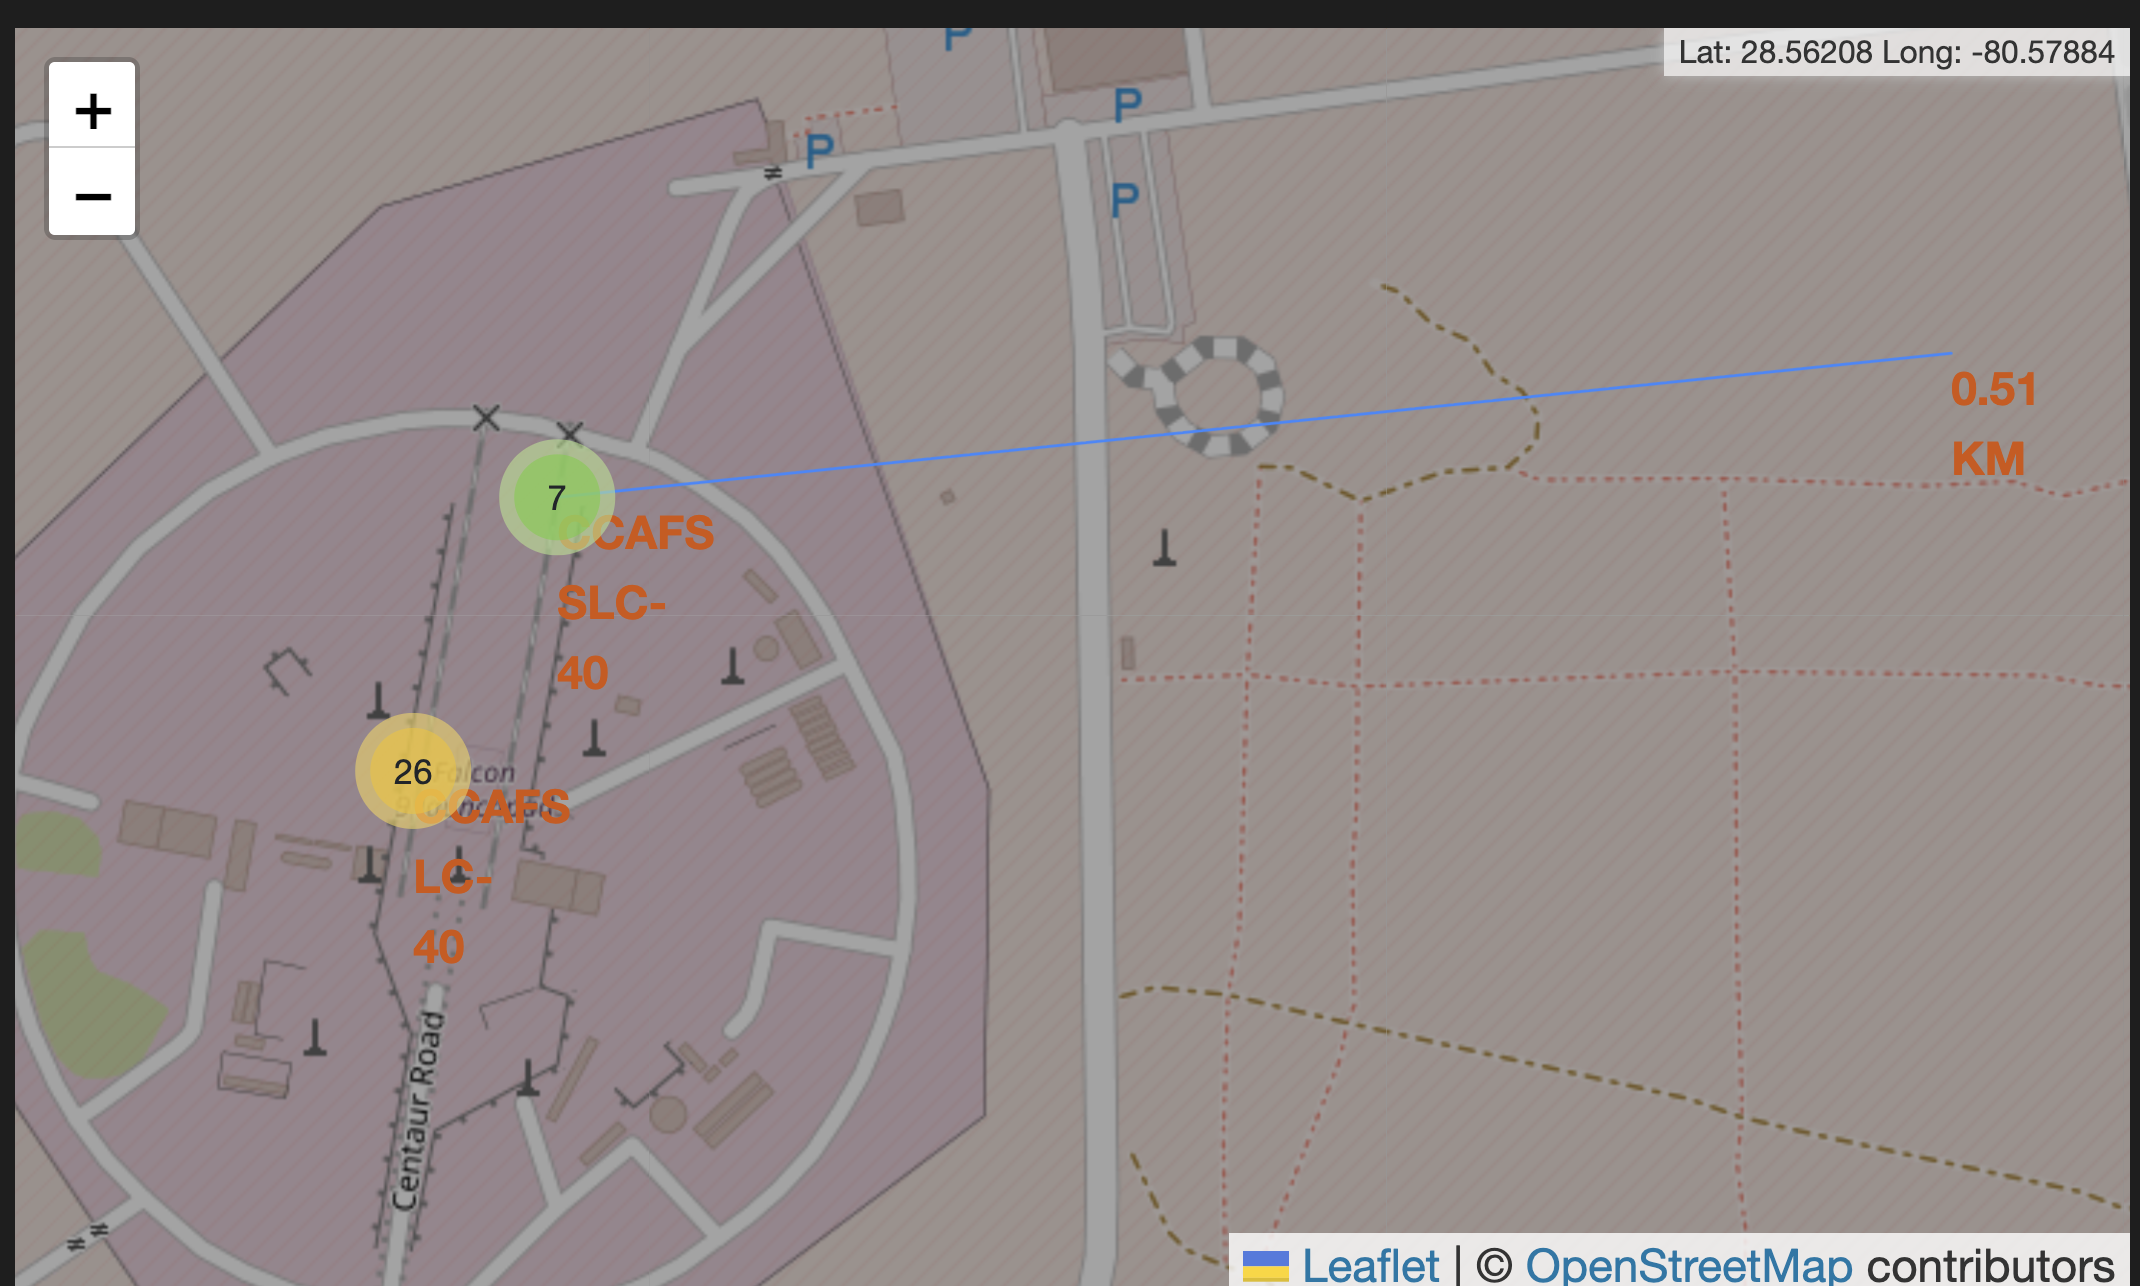 P
Lat: 28.56208 Long: -80.57884
+
P
P
−
P
0.51
KM
7
CCAFS
SLC-
40
26
Falcon
CCAFS
LC-
40
Centaur Road
Leaflet | © OpenStreetMap contributors